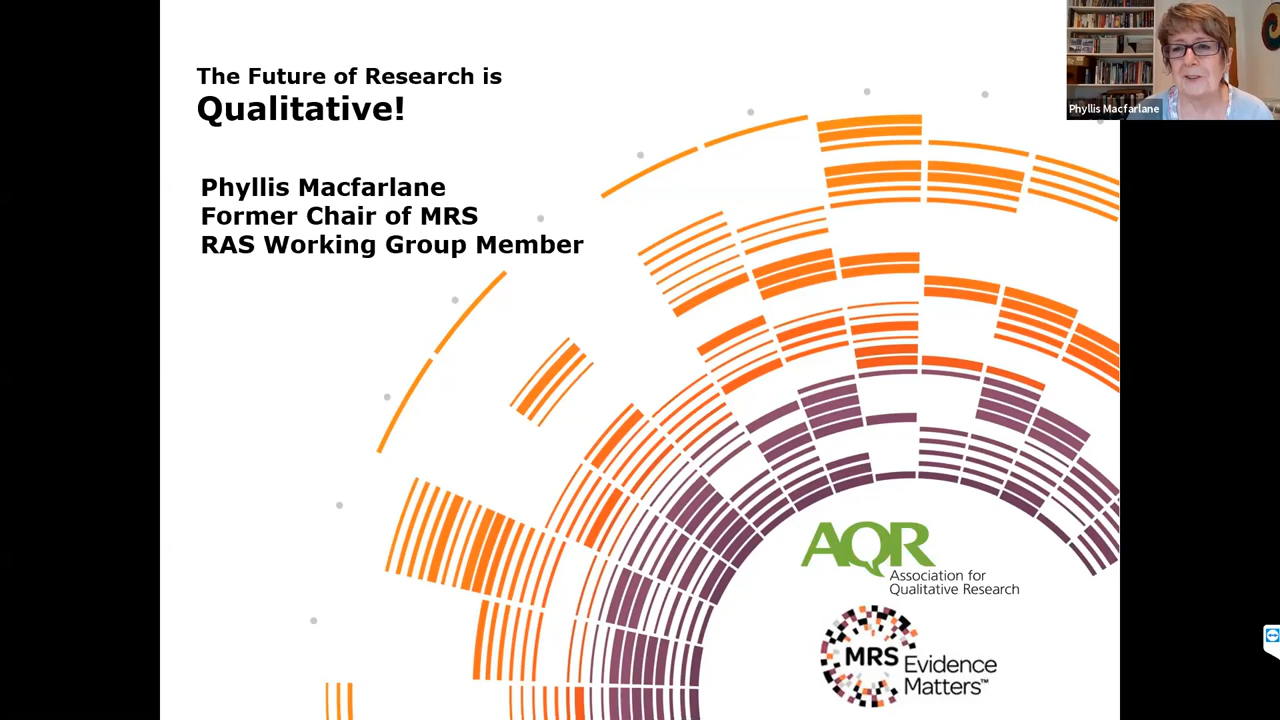 The Future of Research is
Qualitative!
Phyllis Macfarlane
Former Chair of MRS
RAS Working Group Member
Phyllis Macfarlane
AQR
Association for
Qualitative Research
MRS Evidence
Matters™